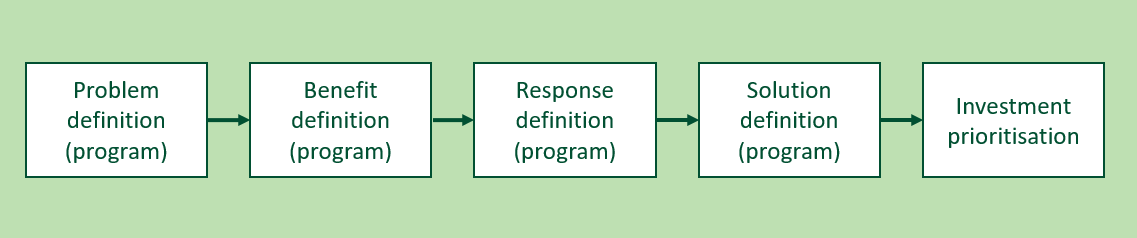 Problem
definition
(program)
Benefit
definition
(program)
Response
definition
(program)
Solution
definition
(program)
Investment
prioritisation